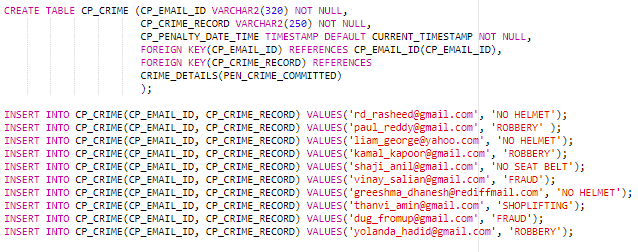 CREATE TABLE CP_CRIME (CP_EMAIL_ID VARCHAR2(320) NOT NULL,
CP_CRIME_RECORD VARCHAR2(250) NOT NULL,
CP_PENALTY_DATE_TIME TIMESTAMP DEFAULT CURRENT_TIMESTAMP NOT NULL,
FOREIGN KEY(CP_EMAIL_ID) REFERENCES CP_EMAIL_ID(CP_EMAIL_ID),
FOREIGN KEY(CP_CRIME_RECORD) REFERENCES
CRIME_DETAILS(PEN_CRIME_COMMITTED)
);
INSERT INTO CP_CRIME(CP_EMAIL_ID, CP_CRIME_RECORD) VALUES('rd_rasheed@gmail.com', 'NO HELMET');
INSERT INTO CP_CRIME(CP_EMAIL_ID, CP_CRIME_RECORD) VALUES('paul_reddy@gmail.com', 'ROBBERY' );
INSERT INTO CP_CRIME(CP_EMAIL_ID, CP_CRIME_RECORD) VALUES('liam_george@yahoo.com', 'NO HELMET');
INSERT INTO CP_CRIME(CP_EMAIL_ID, CP_CRIME_RECORD) VALUES('kamal_kapoor@gmail.com', 'ROBBERY');
INSERT INTO CP_CRIME(CP_EMAIL_ID, CP_CRIME_RECORD) VALUES('shaji_anil@gmail.com', 'NO SEAT BELT');
INSERT INTO CP_CRIME(CP_EMAIL_ID, CP_CRIME_RECORD) VALUES('vinay_salian@gmail.com', 'FRAUD');
INSERT INTO CP_CRIME(CP_EMAIL_ID, CP_CRIME_RECORD) VALUES('greeshma_dhanesh@rediffmail.com', 'NO HELMET');
INSERT INTO CP_CRIME(CP_EMAIL_ID, CP_CRIME_RECORD) VALUES('thanvi_amin@gmail.com', 'SHOPLIFTING');
INSERT INTO CP_CRIME(CP_EMAIL_ID, CP_CRIME_RECORD) VALUES('dug_fromup@gmail.com', 'FRAUD');
INSERT INTO CP_CRIME(CP_EMAIL_ID, CP_CRIME_RECORD) VALUES('yolanda_hadid@gmail.com', 'ROBBERY');